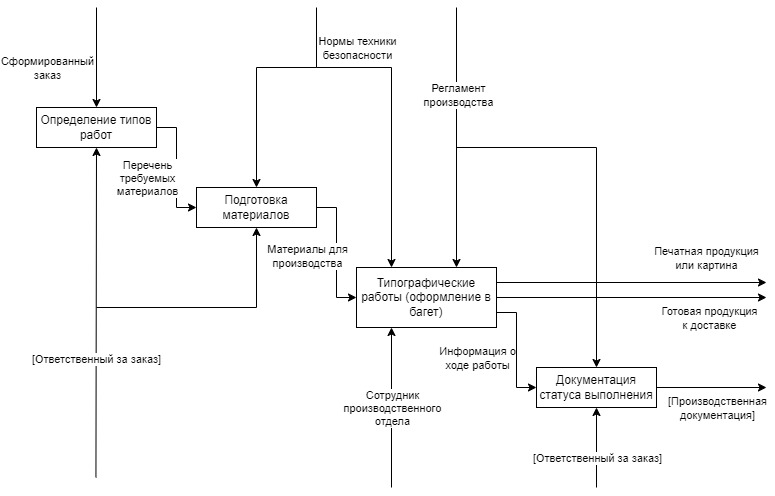 Нормы техники
безопасности
Сформированный
заказ
Регламент
производства
Определение типов
работ
Перечень
требуемых
материалов
Подготовка
материалов
Материалы для
производства
Печатная продукция
или картина
Типографические
работы (оформление в
багет)
Готовая продукция
к доставке
Информация о
ходе работы
[Ответственный за заказ]
Документация
статуса выполнения
Сотрудник
производственного
отдела
[Производственная
документация]
[Ответственный за заказ]